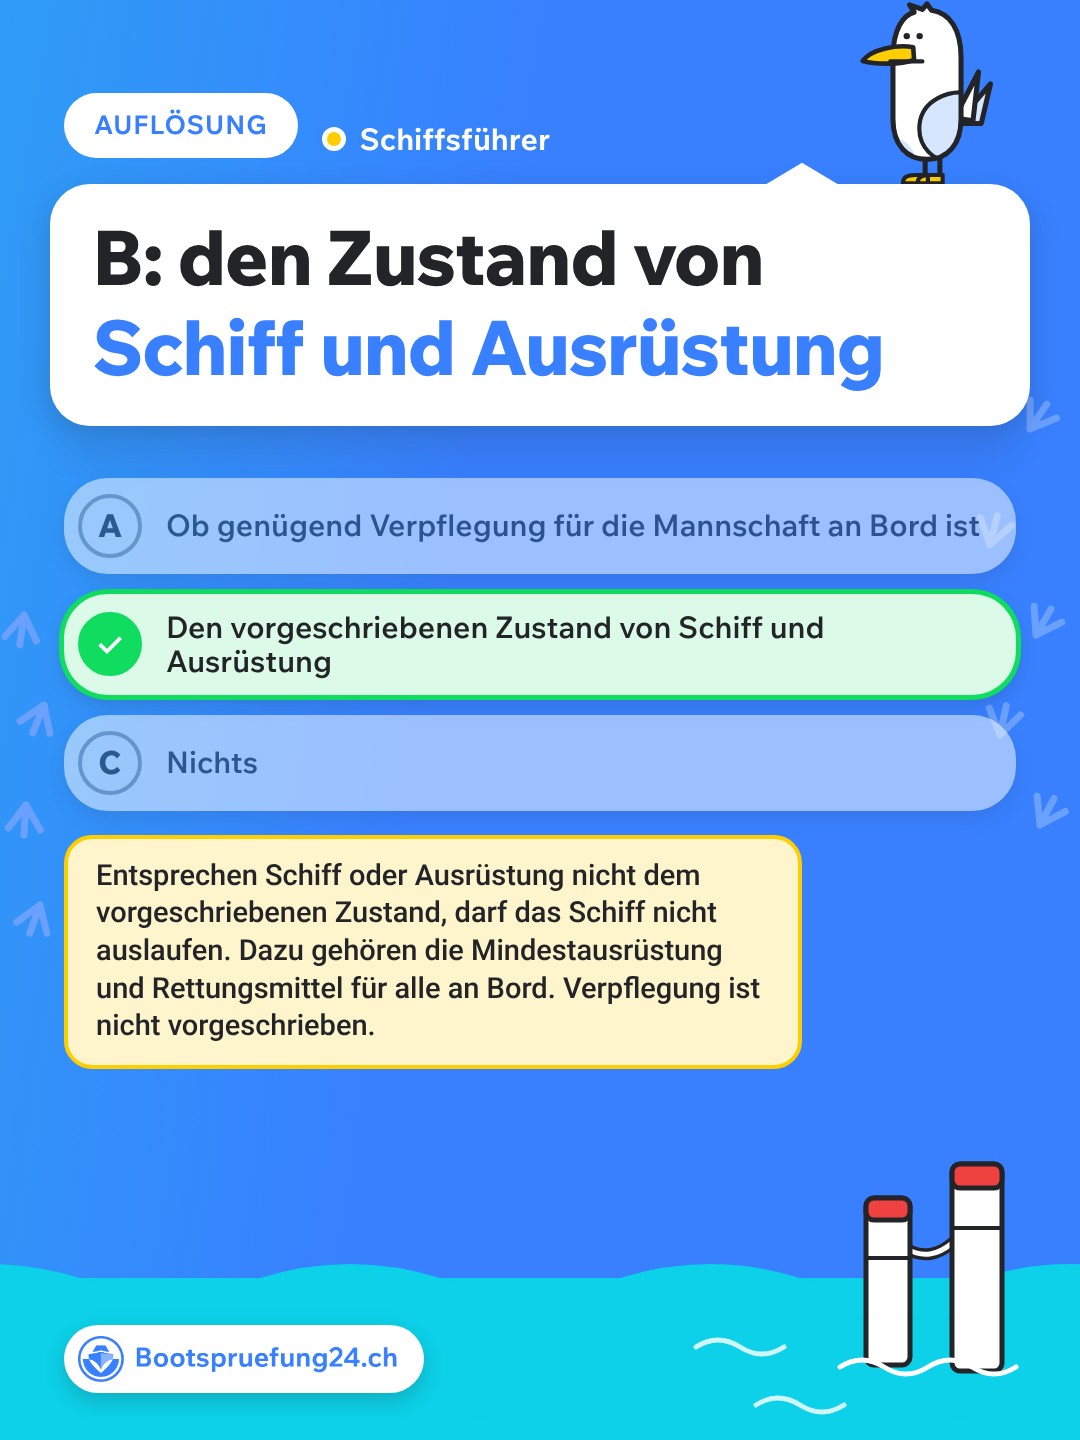 AUFLÖSUNG
Schiffsführer
B: den Zustand von
Schiff und Ausrüstung
A
Ob genügend Verpflegung für die Mannschaft an Bord ist
Den vorgeschriebenen Zustand von Schiff und
Ausrüstung
C
Nichts
Entsprechen Schiff oder Ausrüstung nicht dem
vorgeschriebenen Zustand, darf das Schiff nicht
auslaufen. Dazu gehören die Mindestausrüstung
und Rettungsmittel für alle an Bord. Verpflegung ist
nicht vorgeschrieben.
Bootspruefung24.ch